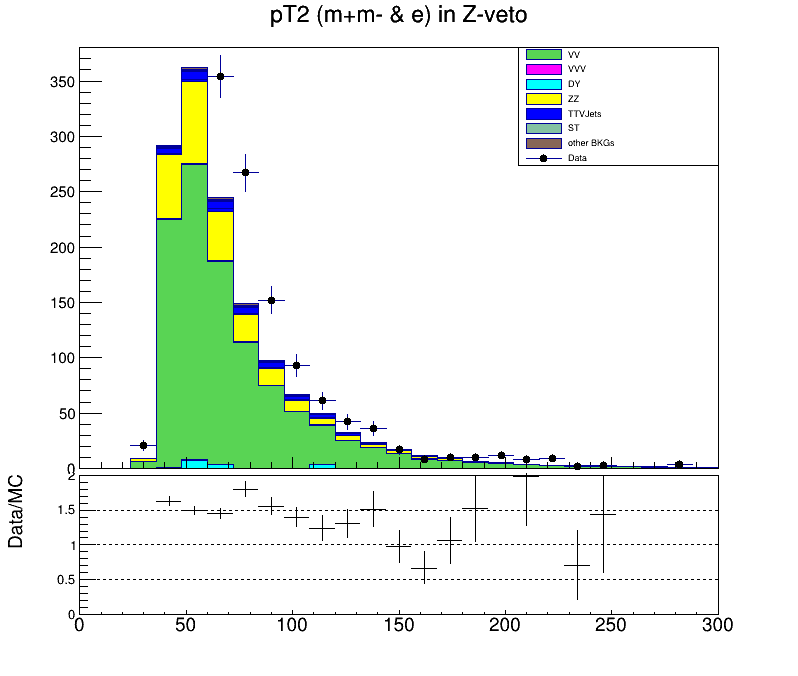 pT2 (m+m- & e) in Z-veto
VV
VVV
DY
ZZ
TTVJets
ST
other BKGs
Data
350
300
250
200
150
100
50
0
Data/MC
2
1.5
1
0.5
0
0 50 100 150 200 250 300